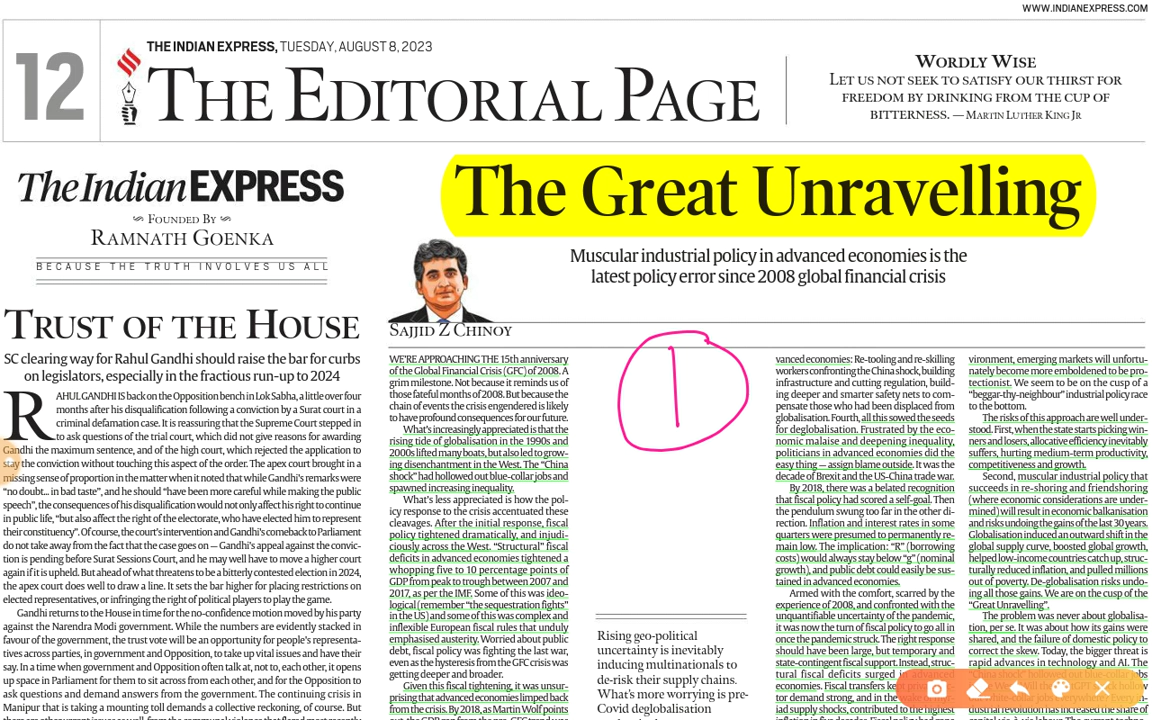 WWW.INDIANEXPRESS.COM
12
THE INDIAN EXPRESS, TUESDAY, AUGUST 8, 2023
THE EDITORIAL PAGE
WORDLY WISE
LET US NOT SEEK TO SATISFY OUR THIRST FOR
FREEDOM BY DRINKING FROM THE CUP OF
BITTERNESS. — MARTIN LUTHER KING JR
The Indian EXPRESS
FOUNDED BY
RAMNATH GOENKA
BECAUSE THE TRUTH INVOLVES US ALL
TRUST OF THE HOUSE
SC clearing way for Rahul Gandhi should raise the bar for curbs
on legislators, especially in the fractious run-up to 2024
RAHUL GANDHI IS back on the Opposition bench in Lok Sabha, a little over four
months after his disqualification following a conviction by a Surat court in a
criminal defamation case. It is reassuring that the Supreme Court stepped in
to ask questions of the trial court, which did not give reasons for awarding
Gandhi the maximum sentence, and of the high court, which rejected the application to
stay the conviction without touching this aspect of the order. The apex court brought in a
missing sense of proportion in the matter when it noted that while Gandhi's remarks were
"no doubt... in bad taste", and he should "have been more careful while making the public
speech", the consequences of his disqualification would not only affect his right to continue
in public life, "but also affect the right of the electorate, who have elected him to represent
their constituency". Of course, the court's intervention and Gandhi's comeback to Parliament
do not take away from the fact that the case goes on — Gandhi's appeal against the convic-
tion is pending before Surat Sessions Court, and he may well have to move a higher court
again if it is upheld. But ahead of what threatens to be a bitterly contested election in 2024,
the apex court does well to draw a line. It sets the bar higher for placing restrictions on
elected representatives, or infringing the right of political players to play the game.
Gandhi returns to the House in time for the no-confidence motion moved by his party
against the Narendra Modi government. While the numbers are evidently stacked in
favour of the government, the trust vote will be an opportunity for people's representa-
tives across parties, in government and Opposition, to take up vital issues and have their
say. In a time when government and Opposition often talk at, not to, each other, it opens
up space in Parliament for them to sit across from each other, and for the Opposition to
ask questions and demand answers from the government. The continuing crisis in
Manipur that is taking a mounting toll demands a collective reckoning, of course. But
The Great Unravelling
Muscular industrial policy in advanced economies is the
latest policy error since 2008 global financial crisis
SAJJID Z CHINOY
WE'RE APPROACHING THE 15th anniversary
of the Global Financial Crisis (GFC) of 2008. A
grim milestone. Not because it reminds us of
those fateful months of 2008. But because the
chain of events the crisis engendered is likely
to have profound consequences for our future.
What's increasingly appreciated is that the
rising tide of globalisation in the 1990s and
2000s lifted many boats, but also led to grow-
ing disenchantment in the West. The "China
shock" had hollowed out blue-collar jobs and
spawned increasing inequality.
What's less appreciated is how the pol-
icy response to the crisis accentuated these
cleavages. After the initial response, fiscal
policy tightened dramatically, and injudi-
ciously across the West. "Structural" fiscal
deficits in advanced economies tightened a
whopping five to 10 percentage points of
GDP from peak to trough between 2007 and
2017, as per the IMF. Some of this was ideo-
logical (remember "the sequestration fights"
in the US) and some of this was complex and
inflexible European fiscal rules that unduly
emphasised austerity. Worried about public
debt, fiscal policy was fighting the last war,
even as the hysteresis from the GFC crisis was
getting deeper and broader.
Given this fiscal tightening, it was unsur-
prising that advanced economies limped back
from the crisis. By 2018, as Martin Wolf points
1
Rising geo-political
uncertainty is inevitably
inducing multinationals to
de-risk their supply chains.
What's more worrying is pre-
Covid deglobalisation
vanced economies: Re-tooling and re-skilling
workers confronting the China shock, building
infrastructure and cutting regulation, build-
ing deeper and smarter safety nets to com-
pensate those who had been displaced from
globalisation. Fourth, all this sowed the seeds
for deglobalisation. Frustrated by the eco-
nomic malaise and deepening inequality,
politicians in advanced economies did the
easy thing — assign blame outside. It was the
decade of Brexit and the US-China trade war.
By 2018, there was a belated recognition
that fiscal policy had scored a self-goal. Then
the pendulum swung too far in the other di-
rection. Inflation and interest rates in some
quarters were presumed to permanently re-
main low. The implication: "R" (borrowing
costs) would always stay below "g" (nominal
growth), and public debt could easily be sus-
tained in advanced economies.
Armed with the comfort, scarred by the
experience of 2008, and confronted with the
unquantifiable uncertainty of the pandemic,
it was now the turn of fiscal policy to go all in
once the pandemic struck. The right response
should have been large, but temporary and
state-contingent fiscal support. Instead, struc-
tural fiscal deficits surged
economies. Fiscal transfers
tor demand strong, and in the
ial supply shocks, contributed to the highest
vironment, emerging markets will unfortu-
nately become more emboldened to be pro-
tectionist. We seem to be on the cusp of a
"beggar-thy-neighbour" industrial policy race
to the bottom.
The risks of this approach are well under-
stood. First, when the state starts picking win-
ners and losers, allocative efficiency inevitably
suffers, hurting medium-term productivity,
competitiveness and growth.
Second, muscular industrial policy that
succeeds in re-shoring and friendshoring
(where economic considerations are under-
mined) will result in economic balkanisation
and risks undoing the gains of the last 30 years.
Globalisation induced an outward shift in the
global supply curve, boosted global growth,
helped low-income countries catch up, struc-
turally reduced inflation, and pulled millions
out of poverty. De-globalisation risks undo-
ing all those gains. We are on the cusp of the
"Great Unravelling".
The problem was never about globalisa-
tion, per se. It was about how its gains were
shared, and the failure of domestic policy to
correct the skew. Today, the bigger threat is
rapid advances in technology and AI. The